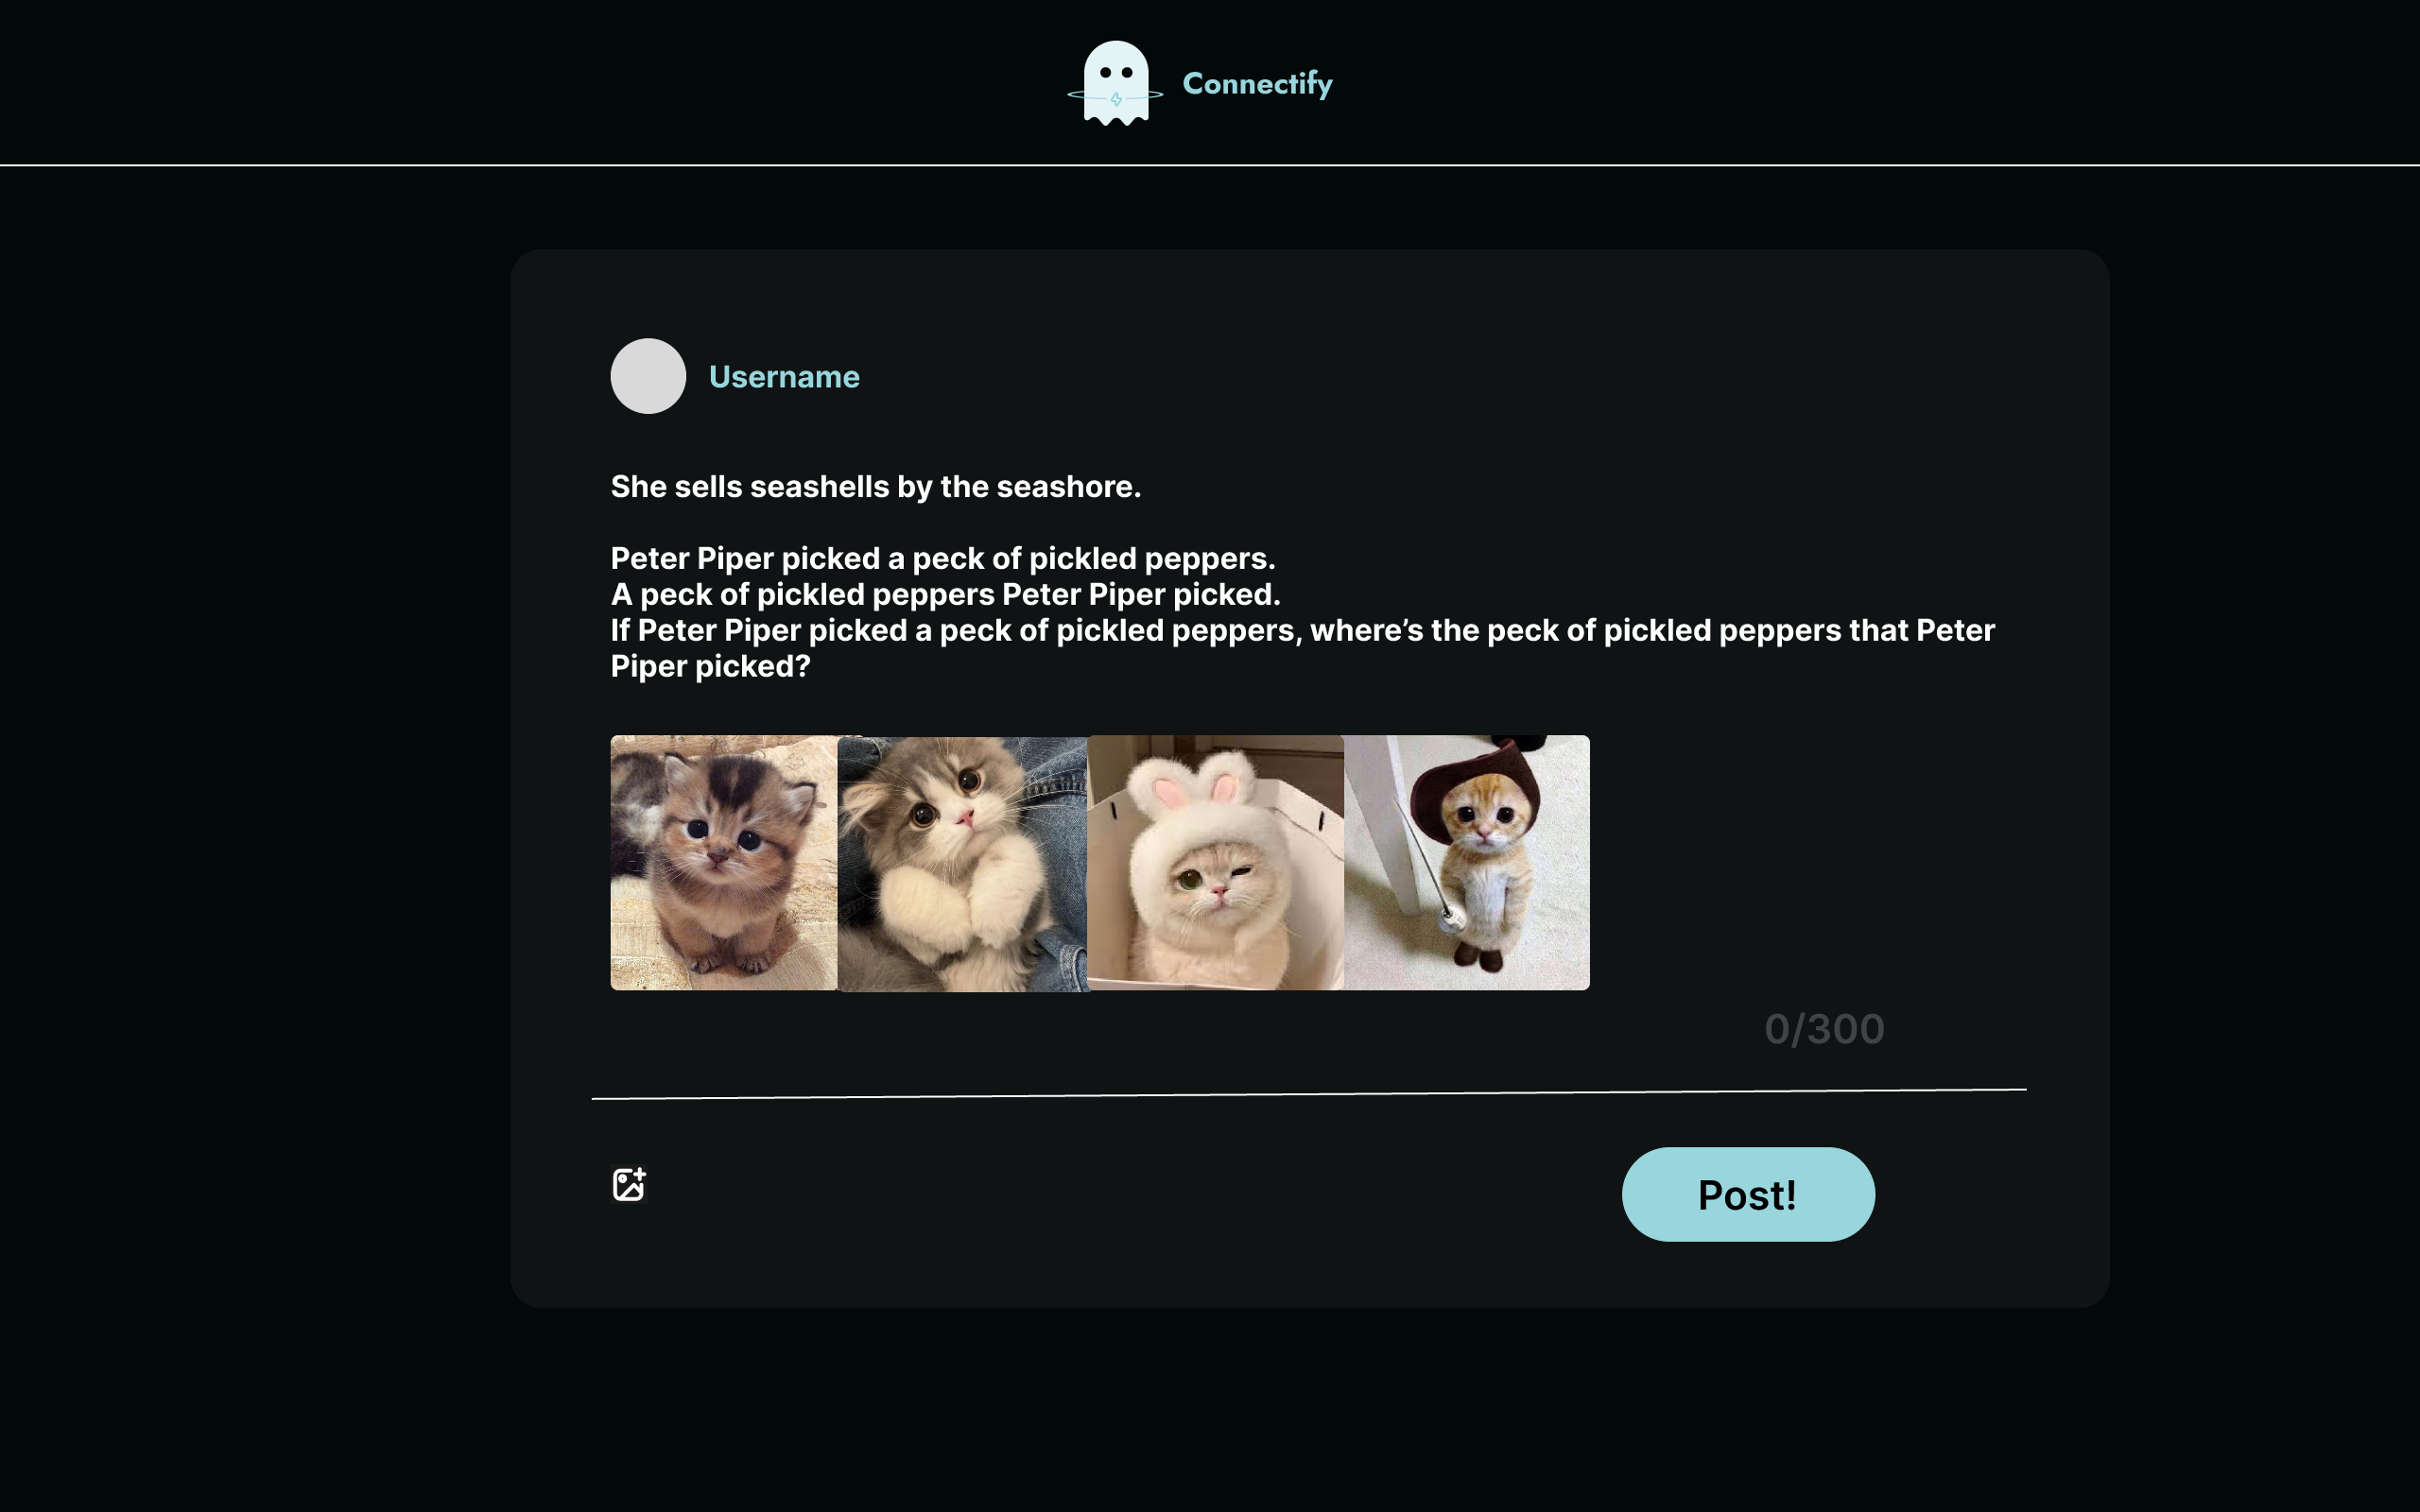 Connectify
Username
She sells seashells by the seashore.
Peter Piper picked a peck of pickled peppers.
A peck of pickled peppers Peter Piper picked.
If Peter Piper picked a peck of pickled peppers, where’s the peck of pickled peppers that Peter
Piper picked?
0/300
Post!